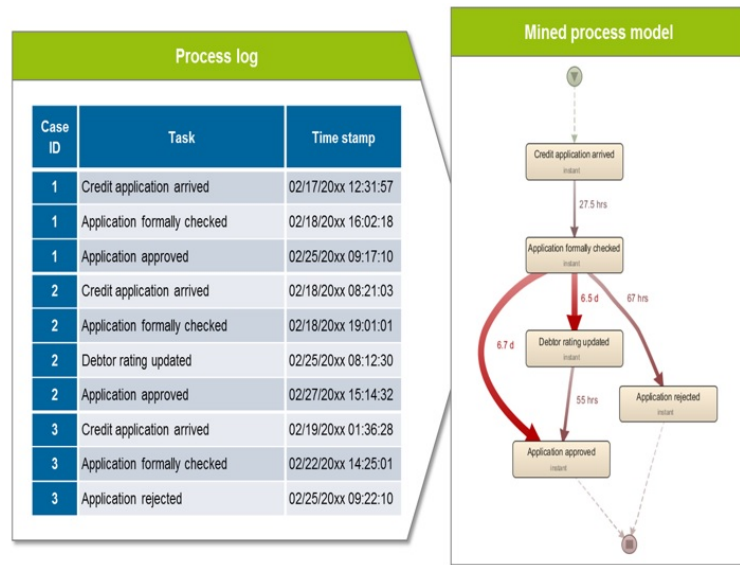 Process log
Case ID Task Time stamp
1 Credit application arrived 02/17/20xx 12:31:57
1 Application formally checked 02/18/20xx 16:02:18
1 Application approved 02/25/20xx 09:17:10
2 Credit application arrived 02/18/20xx 08:21:03
2 Application formally checked 02/18/20xx 19:01:01
2 Debtor rating updated 02/25/20xx 08:12:30
2 Application approved 02/27/20xx 15:14:32
3 Credit application arrived 02/19/20xx 01:36:28
3 Application formally checked 02/22/20xx 14:25:01
3 Application rejected 02/25/20xx 09:22:10
Mined process model
Credit application arrived
instant
27.5 hrs
Application formally checked
instant
6.7 d
6.5 d
67 hrs
Debtor rating updated
instant
55 hrs
Application rejected
instant
Application approved
instant